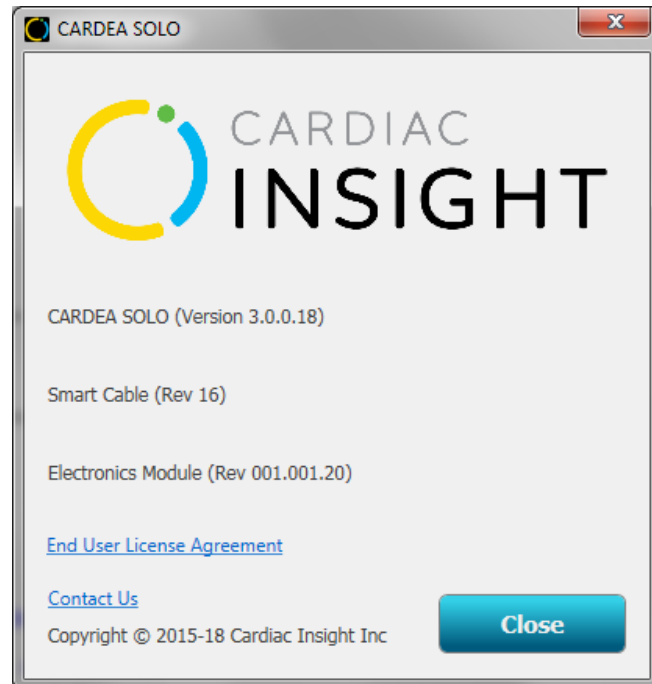 CARDEA SOLO
CARDIAC
INSIGHT
CARDEA SOLO (Version 3.0.0.18)
Smart Cable (Rev 16)
Electronics Module (Rev 001.001.20)
End User License Agreement
Contact Us
Copyright © 2015-18 Cardiac Insight Inc
Close